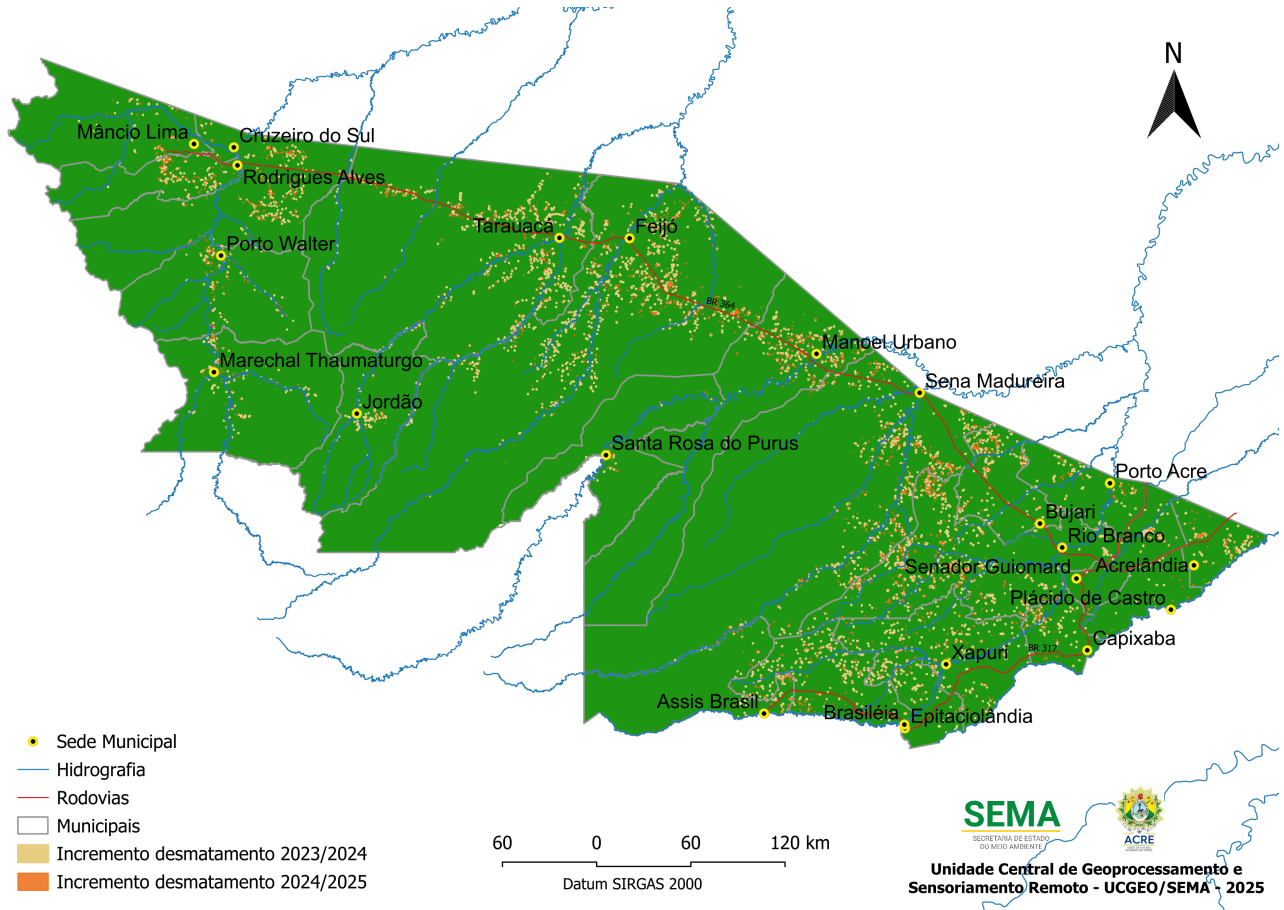 N
Mâncio Lima
Cruzeiro do Sul
Rodrigues Alves
Tarauacá
Feijó
Porto Walter
BR 364
Manoel Urbano
Marechal Thaumaturgo
Sena Madureira
Jordão
Santa Rosa do Purus
Porto Acre
Bujari
Rio Branco
Senador Guiomard
Acrelândia
Plácido de Castro
Capixaba
Xapuri
BR 317
Assis Brasil
Brasiléia
Epitaciolândia
Sede Municipal
Hidrografia
Rodovias
Municipais
Incremento desmatamento 2023/2024
Incremento desmatamento 2024/2025
60 0 60 120 km
Datum SIRGAS 2000
SEMA
SECRETARIA DE ESTADO
DO MEIO AMBIENTE
ACRE
Unidade Central de Geoprocessamento e
Sensoriamento Remoto - UCGEO/SEMA - 2025